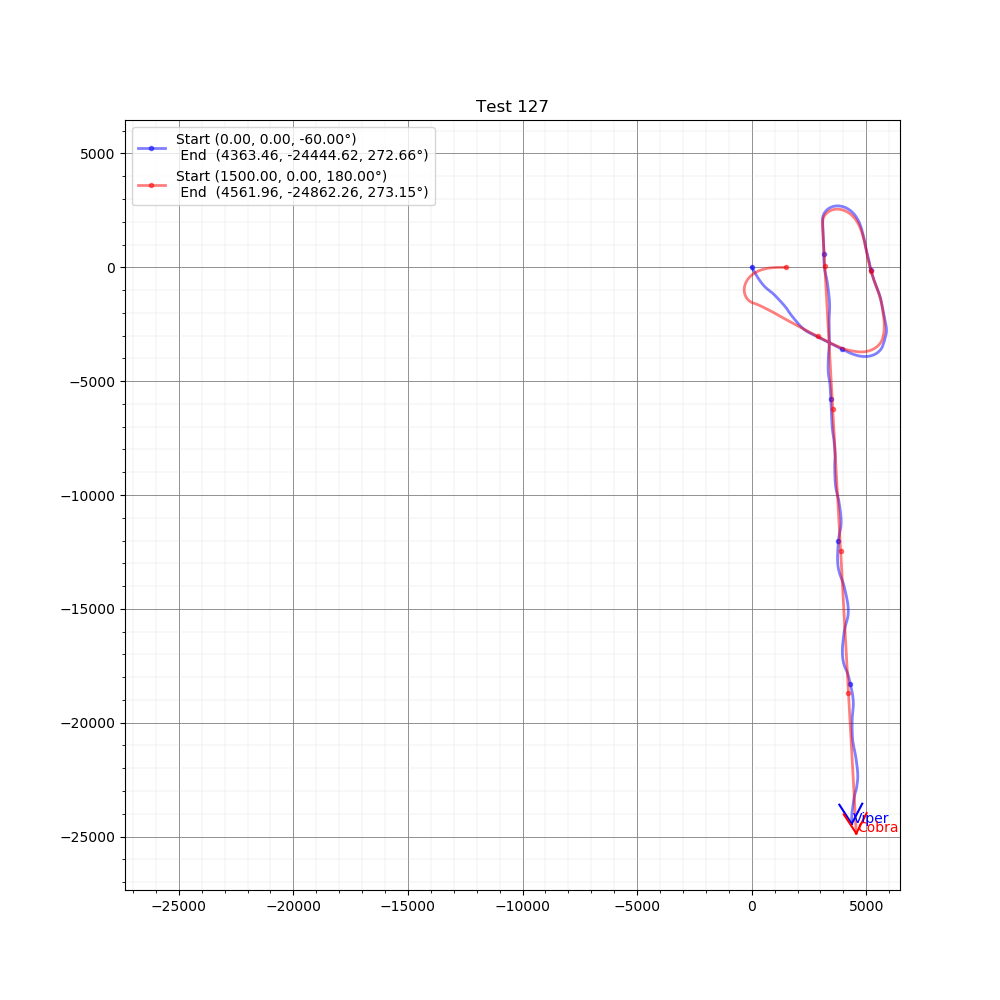 Test 127
Start (0.00, 0.00, -60.00°)
End  (4363.46, -24444.62, 272.66°)
Start (1500.00, 0.00, 180.00°)
End  (4561.96, -24862.26, 273.15°)
5000
0
−5000
−10000
−15000
−20000
−25000
Viper
Cobra
−25000 −20000 −15000 −10000 −5000 0 5000